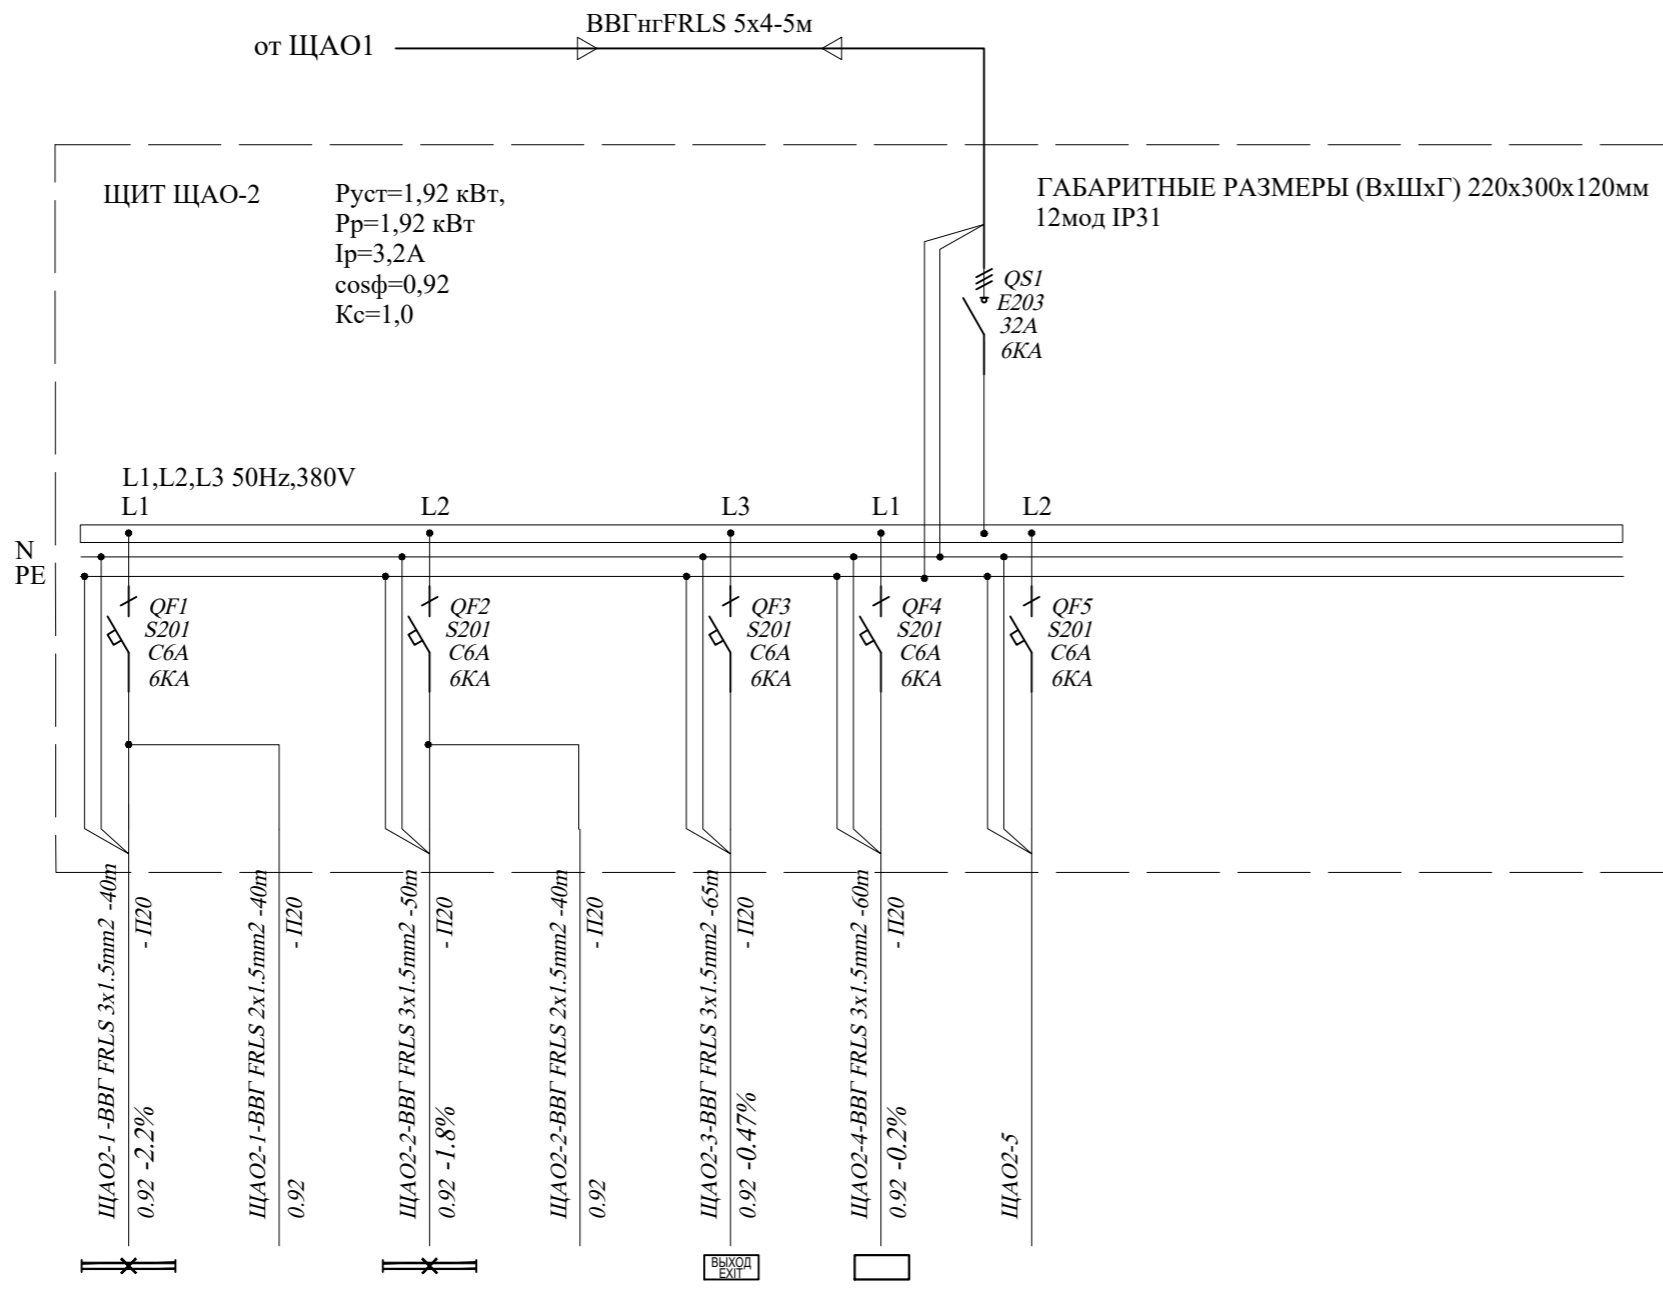 ВВГнгFRLS 5x4-5м
от ЩАО1
ЩИТ ЩАО-2
Руст=1,92 кВт,
Рр=1,92 кВт
Iр=3,2А
cosф=0,92
Кс=1,0
ГАБАРИТНЫЕ РАЗМЕРЫ (ВхШхГ) 220х300х120мм
12мод IP31
QS1
E203
32A
6KA
L1,L2,L3 50Hz,380V
L1
L2
L3
L1
L2
N
PE
QF1
S201
C6A
6KA
QF2
S201
C6A
6KA
QF3
S201
C6A
6KA
QF4
S201
C6A
6KA
QF5
S201
C6A
6KA
ЩАО2-1-ВВГ FRLS 3x1.5mm2 -40m
- П20
0.92 -2.2%
ЩАО2-1-ВВГ FRLS 2x1.5mm2 -40m
- П20
0.92
ЩАО2-2-ВВГ FRLS 3x1.5mm2 -50m
- П20
0.92 -1.8%
ЩАО2-2-ВВГ FRLS 2x1.5mm2 -40m
- П20
0.92
ЩАО2-3-ВВГ FRLS 3x1.5mm2 -65m
- П20
0.92 -0.47%
ЩАО2-4-ВВГ FRLS 3x1.5mm2 -60m
- П20
0.92 -0.2%
ЩАО2-5
ВЫХОД
EXIT